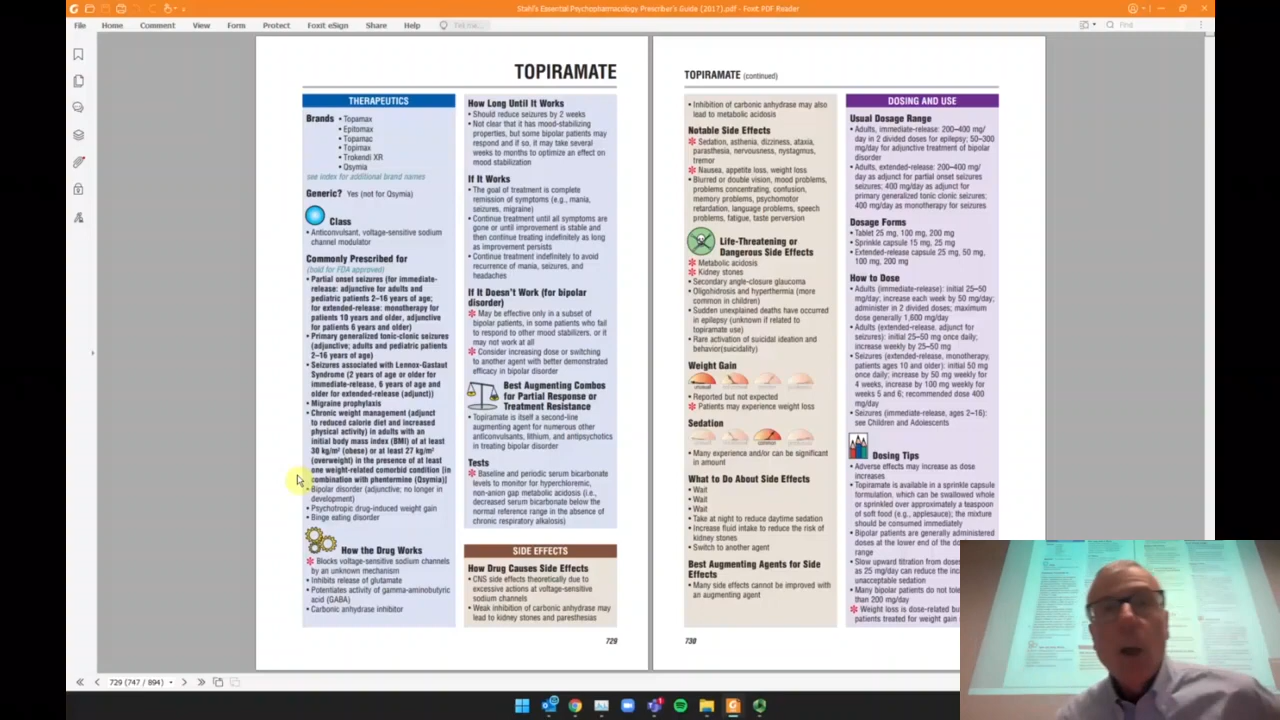 Stahl's Essential Psychopharmacology Prescriber's Guide (2017).pdf - Foxit PDF Reader
File Home Comment View Form Protect Foxit eSign Share Help Tell me... Find
TOPIRAMATE
THERAPEUTICS
Brands • Topamax
• Epitomax
• Topamac
• Topimax
• Trokendi XR
• Qsymia
see index for additional brand names
Generic? Yes (not for Qsymia)
Class
• Anticonvulsant, voltage-sensitive sodium
channel modulator
Commonly Prescribed for
(bold for FDA approved)
• Partial onset seizures (for immediate-
release: adjunctive for adults and
pediatric patients 2–16 years of age;
for extended-release: monotherapy for
patients 10 years and older, adjunctive
for patients 6 years and older)
• Primary generalized tonic-clonic seizures
(adjunctive; adults and pediatric patients
2–16 years of age)
• Seizures associated with Lennox-Gastaut
Syndrome (2 years of age or older for
immediate-release, 6 years of age and
older for extended-release (adjunct))
• Migraine prophylaxis
• Chronic weight management (adjunct
to reduced calorie diet and increased
physical activity) in adults with an
initial body mass index (BMI) of at least
30 kg/m² (obese) or at least 27 kg/m²
(overweight) in the presence of at least
one weight-related comorbid condition [in
combination with phentermine (Qsymia)]
• Bipolar disorder (adjunctive; no longer in
development)
• Psychotropic drug-induced weight gain
• Binge eating disorder
How the Drug Works
✻ Blocks voltage-sensitive sodium channels
by an unknown mechanism
• Inhibits release of glutamate
• Potentiates activity of gamma-aminobutyric
acid (GABA)
• Carbonic anhydrase inhibitor
How Long Until It Works
• Should reduce seizures by 2 weeks
• Not clear that it has mood-stabilizing
properties, but some bipolar patients may
respond and if so, it may take several
weeks to months to optimize an effect on
mood stabilization
If It Works
• The goal of treatment is complete
remission of symptoms (e.g., mania,
seizures, migraine)
• Continue treatment until all symptoms are
gone or until improvement is stable and
then continue treating indefinitely as long
as improvement persists
• Continue treatment indefinitely to avoid
recurrence of mania, seizures, and
headaches
If It Doesn't Work (for bipolar
disorder)
✻ May be effective only in a subset of
bipolar patients, in some patients who fail
to respond to other mood stabilizers, or it
may not work at all
✻ Consider increasing dose or switching
to another agent with better demonstrated
efficacy in bipolar disorder
Best Augmenting Combos
for Partial Response or
Treatment Resistance
• Topiramate is itself a second-line
augmenting agent for numerous other
anticonvulsants, lithium, and antipsychotics
in treating bipolar disorder
Tests
✻ Baseline and periodic serum bicarbonate
levels to monitor for hyperchloremic,
non-anion gap metabolic acidosis (i.e.,
decreased serum bicarbonate below the
normal reference range in the absence of
chronic respiratory alkalosis)
SIDE EFFECTS
How Drug Causes Side Effects
• CNS side effects theoretically due to
excessive actions at voltage-sensitive
sodium channels
• Weak inhibition of carbonic anhydrase may
lead to kidney stones and paresthesias
729
TOPIRAMATE (continued)
• Inhibition of carbonic anhydrase may also
lead to metabolic acidosis
Notable Side Effects
✻ Sedation, asthenia, dizziness, ataxia,
parasthesia, nervousness, nystagmus,
tremor
✻ Nausea, appetite loss, weight loss
• Blurred or double vision, mood problems,
problems concentrating, confusion,
memory problems, psychomotor
retardation, language problems, speech
problems, fatigue, taste perversion
Life-Threatening or
Dangerous Side Effects
✻ Metabolic acidosis
✻ Kidney stones
• Secondary angle-closure glaucoma
• Oligohidrosis and hyperthermia (more
common in children)
• Sudden unexplained deaths have occurred
in epilepsy (unknown if related to
topiramate use)
• Rare activation of suicidal ideation and
behavior(suicidality)
Weight Gain
unusual
• Reported but not expected
✻ Patients may experience weight loss
Sedation
common
• Many experience and/or can be significant
in amount
What to Do About Side Effects
• Wait
• Wait
• Wait
• Take at night to reduce daytime sedation
• Increase fluid intake to reduce the risk of
kidney stones
• Switch to another agent
Best Augmenting Agents for Side
Effects
• Many side effects cannot be improved with
an augmenting agent
730
DOSING AND USE
Usual Dosage Range
• Adults, immediate-release: 200–400 mg/
day in 2 divided doses for epilepsy; 50–300
mg/day for adjunctive treatment of bipolar
disorder
• Adults, extended-release: 200–400 mg/
day as adjunct for partial onset seizures
seizures; 400 mg/day as adjunct for
primary generalized tonic clonic seizures;
400 mg/day as monotherapy for seizures
Dosage Forms
• Tablet 25 mg, 100 mg, 200 mg
• Sprinkle capsule 15 mg, 25 mg
• Extended-release capsule 25 mg, 50 mg,
100 mg, 200 mg
How to Dose
• Adults (immediate-release): initial 25–50
mg/day; increase each week by 50 mg/day;
administer in 2 divided doses; maximum
dose generally 1,600 mg/day
• Adults (extended-release, adjunct for
seizures): initial 25–50 mg once daily;
increase weekly by 25–50 mg
• Seizures (extended-release, monotherapy,
patients ages 10 and older): initial 50 mg
once daily; increase by 50 mg weekly for
4 weeks, increase by 100 mg weekly for
weeks 5 and 6; recommended dose 400
mg/day
• Seizures (immediate-release, ages 2–16):
see Children and Adolescents
Dosing Tips
• Adverse effects may increase as dose
increases
• Topiramate is available in a sprinkle capsule
formulation, which can be swallowed whole
or sprinkled over approximately a teaspoon
of soft food (e.g., applesauce); the mixture
should be consumed immediately
• Bipolar patients are generally administered
doses at the lower end of the do
range
• Slow upward titration from doses
as 25 mg/day can reduce the inc
unacceptable sedation
• Many bipolar patients do not tole
than 200 mg/day
✻ Weight loss is dose-related bu
patients treated for weight gain
729 (747 / 894)